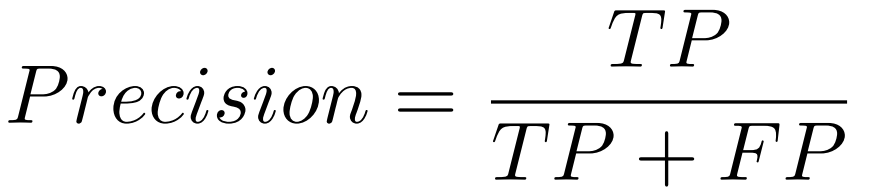 Precision = TP / TP + FP